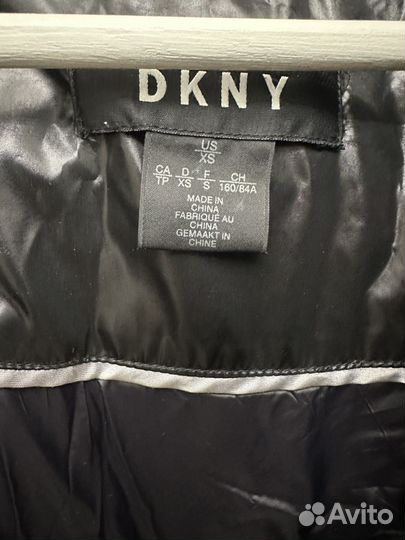 DKNY
US
XS
CA D F CH
TP XS S 160/84A
MADE IN
CHINA
FABRIQUÉ AU
CHINA
GEMAAKT IN
CHINE
Avito